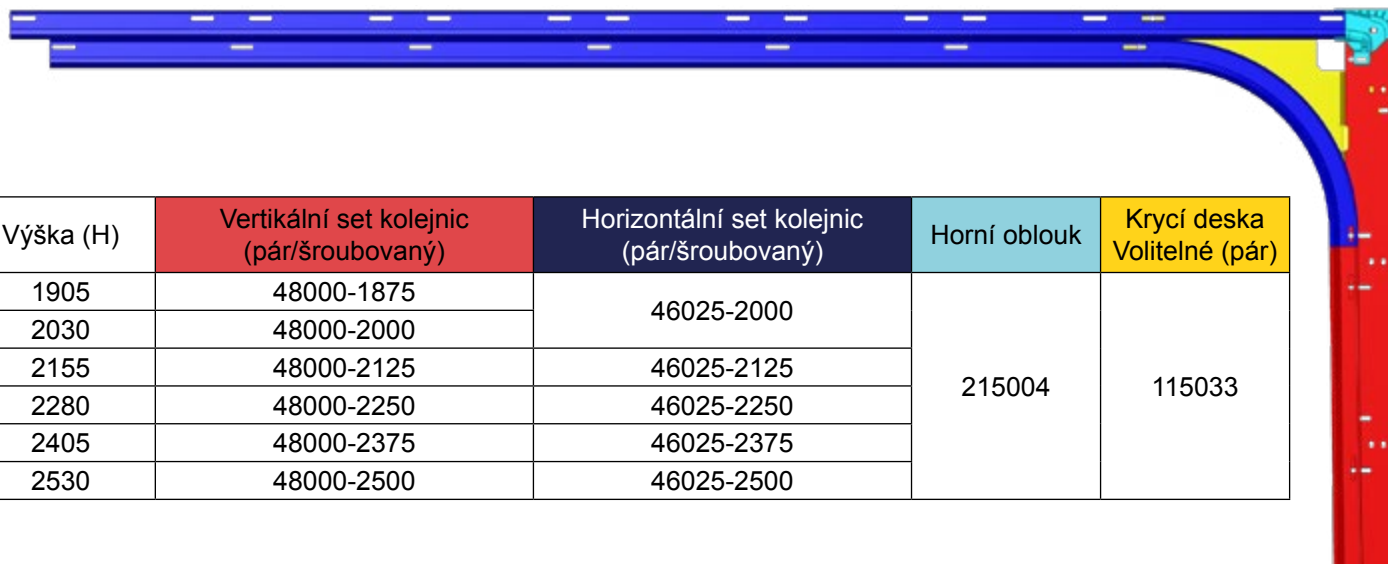 Výška (H)
Vertikální set kolejnic
(pár/šroubovaný)
Horizontální set kolejnic
(pár/šroubovaný)
Horní oblouk
Krycí deska
Volitelné (pár)
1905
48000-1875
46025-2000
215004
115033
2030
48000-2000
2155
48000-2125
46025-2125
2280
48000-2250
46025-2250
2405
48000-2375
46025-2375
2530
48000-2500
46025-2500